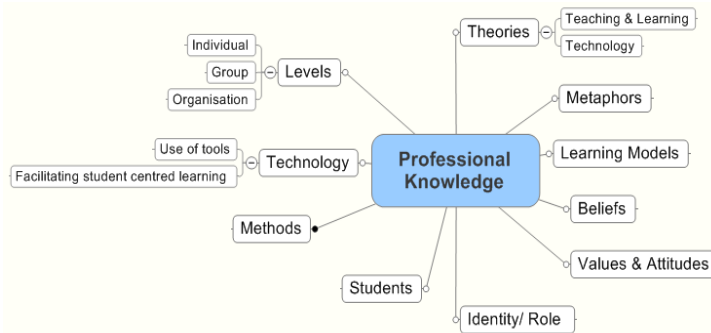 Teaching & Learning
Theories
Technology
Individual
Group
Levels
Organisation
Metaphors
Use of tools
Technology
Facilitating student centred learning
Professional
Knowledge
Learning Models
Beliefs
Methods
Values & Attitudes
Students
Identity/ Role